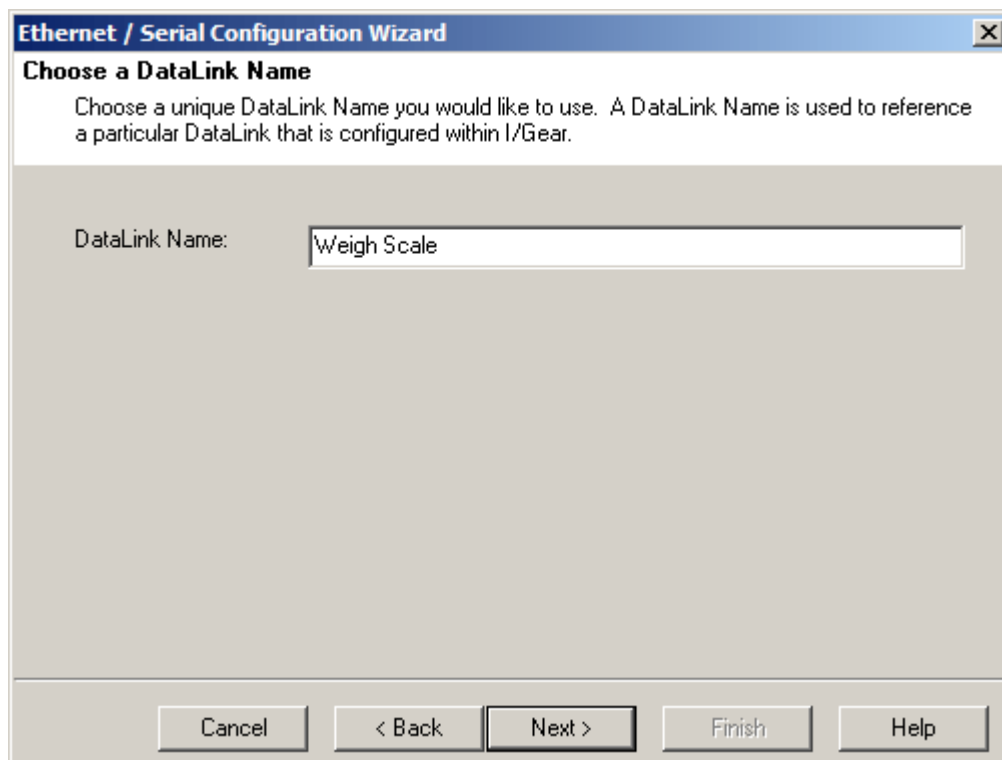 Ethernet / Serial Configuration Wizard
Choose a DataLink Name
Choose a unique DataLink Name you would like to use. A DataLink Name is used to reference
a particular DataLink that is configured within I/Gear.
DataLink Name: Weigh Scale
Cancel < Back Next > Finish Help